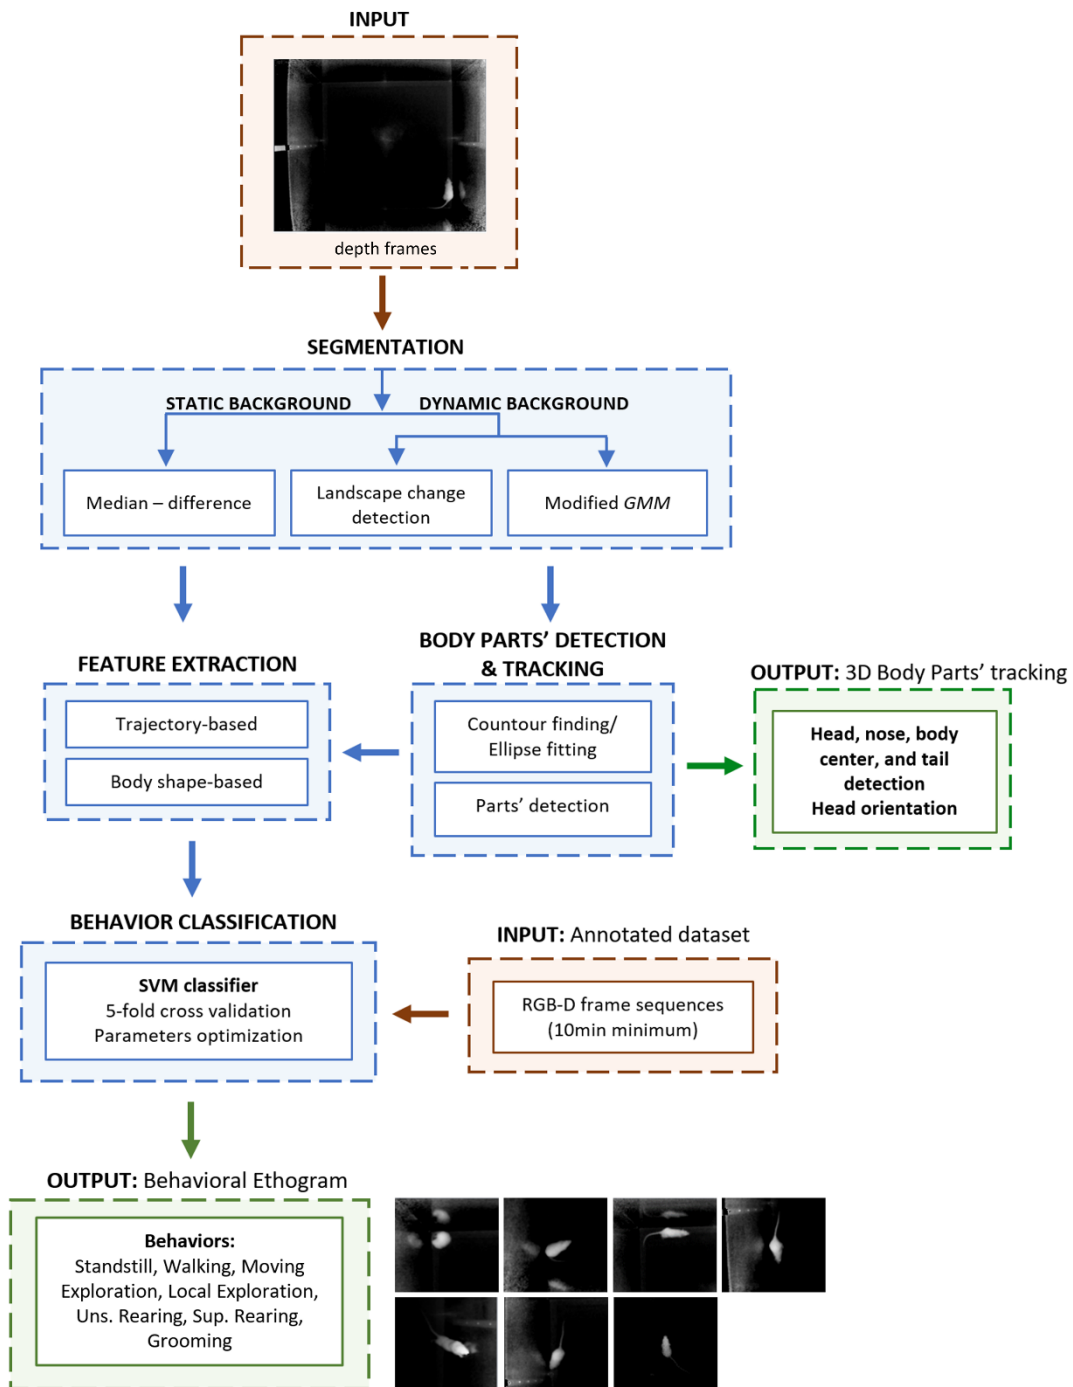 INPUT
depth frames
SEGMENTATION
STATIC BACKGROUND
DYNAMIC BACKGROUND
Median – difference
Landscape change
detection
Modified GMM
FEATURE EXTRACTION
Trajectory-based
Body shape-based
BODY PARTS’ DETECTION
& TRACKING
Countour finding/
Ellipse fitting
Parts’ detection
OUTPUT: 3D Body Parts’ tracking
Head, nose, body
center, and tail
detection
Head orientation
BEHAVIOR CLASSIFICATION
SVM classifier
5-fold cross validation
Parameters optimization
INPUT: Annotated dataset
RGB-D frame sequences
(10min minimum)
OUTPUT: Behavioral Ethogram
Behaviors:
Standstill, Walking, Moving
Exploration, Local Exploration,
Uns. Rearing, Sup. Rearing,
Grooming